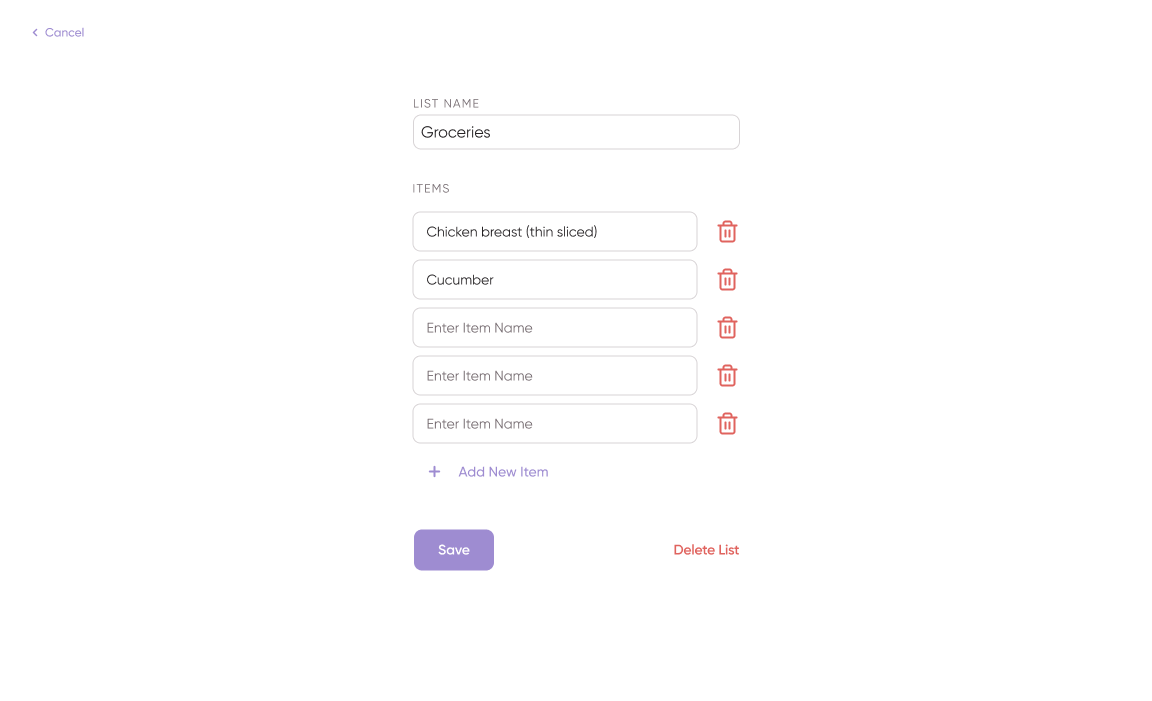 Cancel
LIST NAME
Groceries
ITEMS
Chicken breast (thin sliced)
Cucumber
Enter Item Name
Enter Item Name
Enter Item Name
Add New Item
Save
Delete List